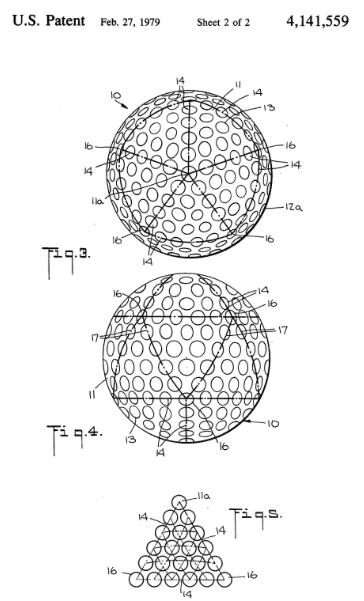 U.S. Patent Feb. 27, 1979 Sheet 2 of 2 4,141,559
14 11
10 14
13
16 16
14 14
11a
12a
16 16
Fig.3. 14
14
16 16
17 17
11
13 10
Fig.4. 14 16
11a
14 14 Fig.5.
16 16
14